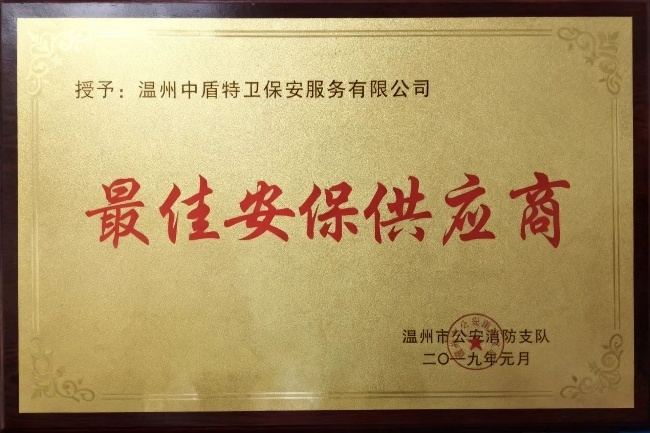 授予：温州中盾特卫保安服务有限公司
最佳安保供应商
温州市公安消防支队
二〇一九年元月